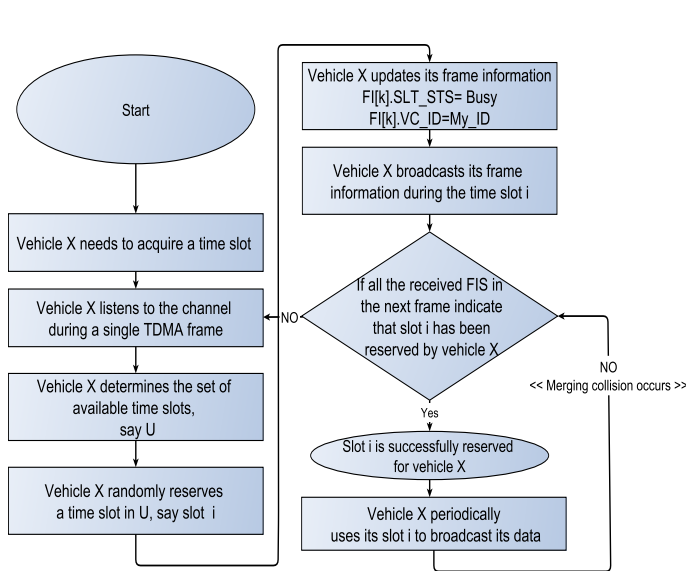 Start
Vehicle X needs to acquire a time slot
Vehicle X listens to the channel
during a single TDMA frame
Vehicle X determines the set of
available time slots,
say U
Vehicle X randomly reserves
a time slot in U, say slot i
Vehicle X updates its frame information
FI[k].SLT_STS= Busy
FI[k].VC_ID=My_ID
Vehicle X broadcasts its frame
information during the time slot i
If all the received FIS in
the next frame indicate
that slot i has been
reserved by vehicle X
NO
Yes
Slot i is successfully reserved
for vehicle X
Vehicle X periodically
uses its slot i to broadcast its data
NO
<< Merging collision occurs >>